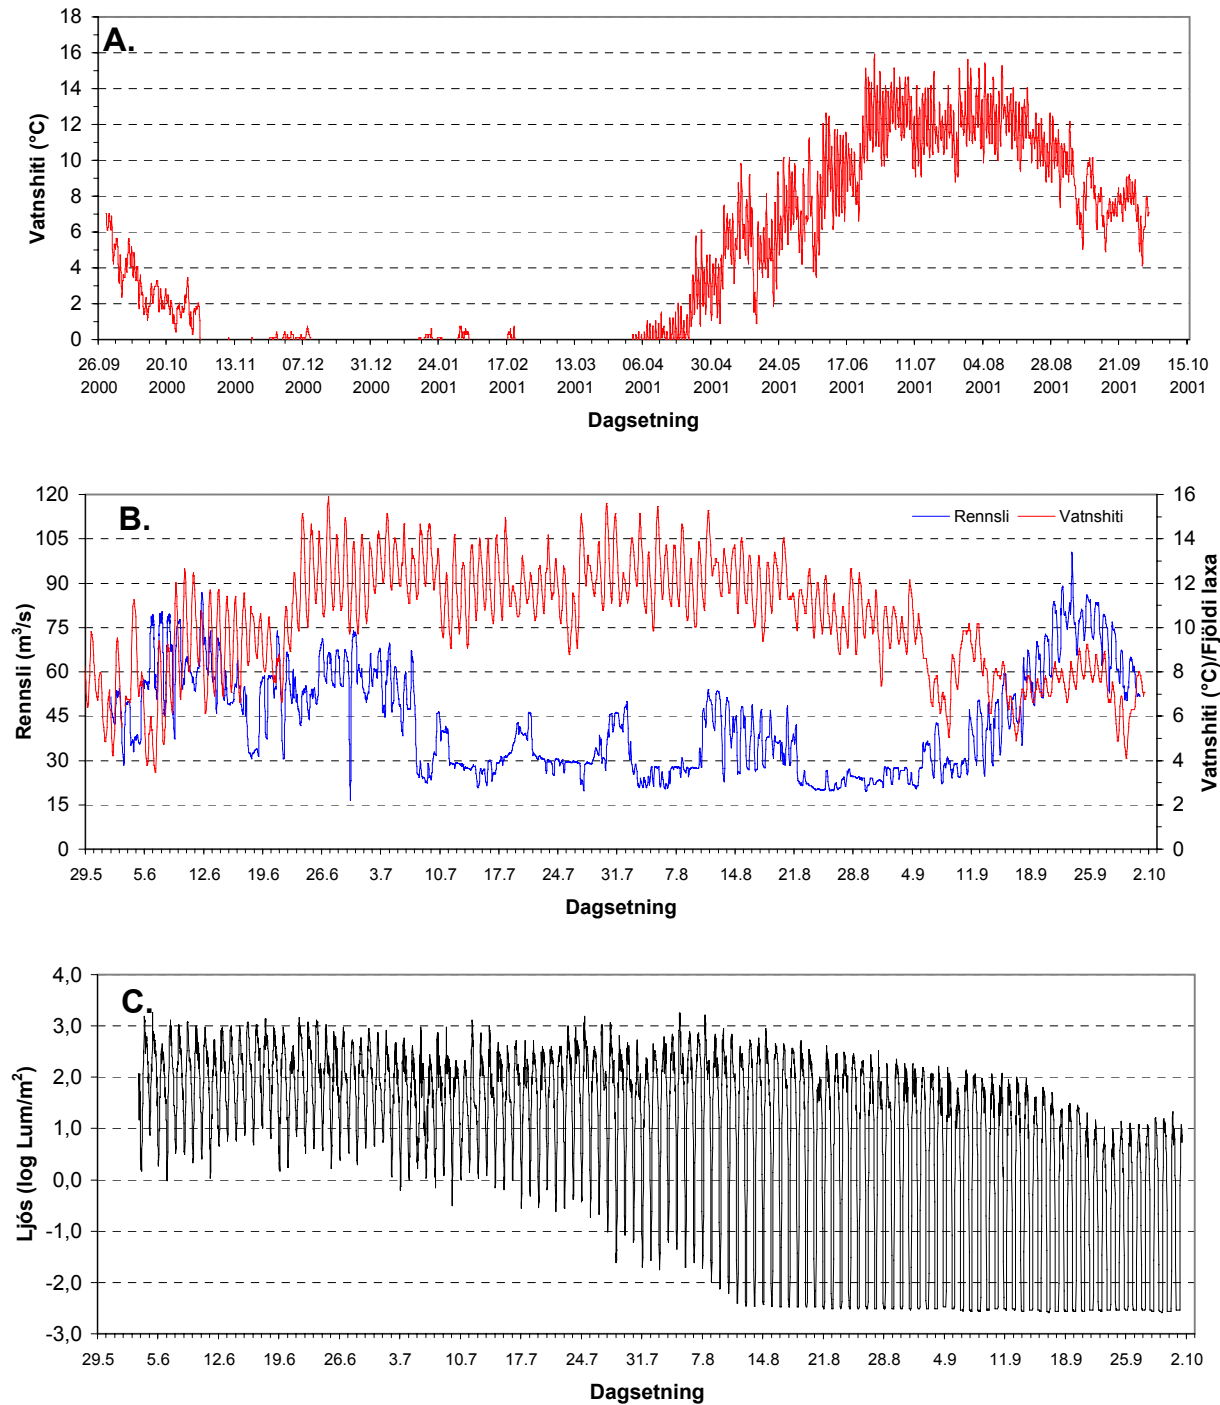 A.
Vatnshiti (°C)
18
16
14
12
10
8
6
4
2
0
26.09 20.10 13.11 07.12 31.12 24.01 17.02 13.03 06.04 30.04 24.05 17.06 11.07 04.08 28.08 21.09 15.10
2000 2000 2000 2000 2000 2001 2001 2001 2001 2001 2001 2001 2001 2001 2001 2001 2001
Dagsetning
B.
Rennsli Vatnshiti
Rennsli (m³/s)
120
105
90
75
60
45
30
15
0
Vatnshiti (°C)/Fjöldi laxa
16
14
12
10
8
6
4
2
0
29.5 5.6 12.6 19.6 26.6 3.7 10.7 17.7 24.7 31.7 7.8 14.8 21.8 28.8 4.9 11.9 18.9 25.9 2.10
Dagsetning
C.
Ljós (log Lum/m²)
4,0
3,0
2,0
1,0
0,0
-1,0
-2,0
-3,0
29.5 5.6 12.6 19.6 26.6 3.7 10.7 17.7 24.7 31.7 7.8 14.8 21.8 28.8 4.9 11.9 18.9 25.9 2.10
Dagsetning